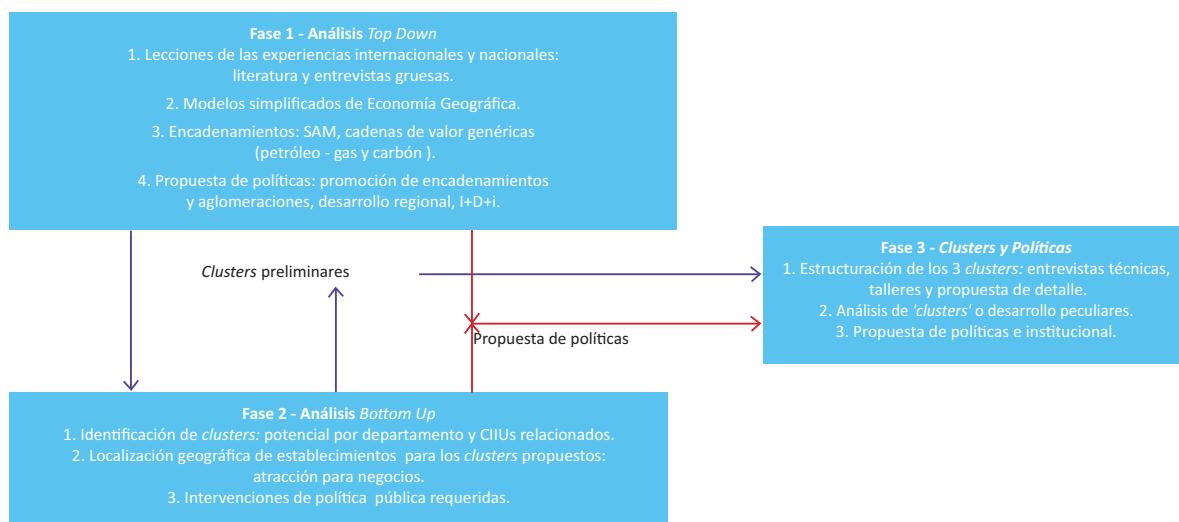 Fase 1 - Análisis Top Down
1. Lecciones de las experiencias internacionales y nacionales:
literatura y entrevistas gruesas.
2. Modelos simplificados de Economía Geográfica.
3. Encadenamientos: SAM, cadenas de valor genéricas
(petróleo - gas y carbón ).
4. Propuesta de políticas: promoción de encadenamientos
y aglomeraciones, desarrollo regional, I+D+i.
Clusters preliminares
Propuesta de políticas
Fase 3 - Clusters y Políticas
1. Estructuración de los 3 clusters: entrevistas técnicas,
talleres y propuesta de detalle.
2. Análisis de 'clusters' o desarrollo peculiares.
3. Propuesta de políticas e institucional.
Fase 2 - Análisis Bottom Up
1. Identificación de clusters: potencial por departamento y CIIUs relacionados.
2. Localización geográfica de establecimientos para los clusters propuestos:
atracción para negocios.
3. Intervenciones de política pública requeridas.